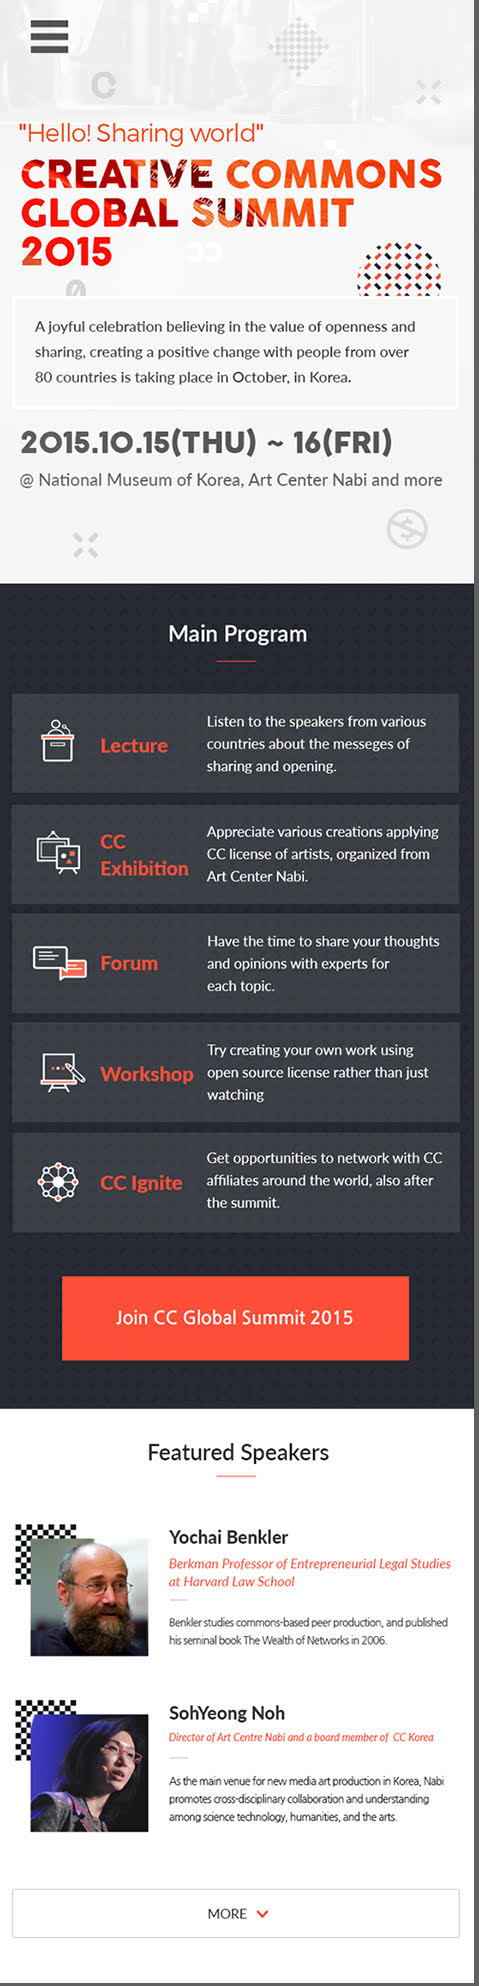 "Hello! Sharing world"
CREATIVE COMMONS
GLOBAL SUMMIT
2015
A joyful celebration believing in the value of openness and
sharing, creating a positive change with people from over
80 countries is taking place in October, in Korea.
2015.10.15(THU) ~ 16(FRI)
@ National Museum of Korea, Art Center Nabi and more
Main Program
Lecture
Listen to the speakers from various
countries about the messeges of
sharing and opening.
CC
Exhibition
Appreciate various creations applying
CC license of artists, organized from
Art Center Nabi.
Forum
Have the time to share your thoughts
and opinions with experts for
each topic.
Workshop
Try creating your own work using
open source license rather than just
watching
CC Ignite
Get opportunities to network with CC
affiliates around the world, also after
the summit.
Join CC Global Summit 2015
Featured Speakers
Yochai Benkler
Berkman Professor of Entrepreneurial Legal Studies
at Harvard Law School
Benkler studies commons-based peer production, and published
his seminal book The Wealth of Networks in 2006.
SohYeong Noh
Director of Art Centre Nabi and a board member of CC Korea
As the main venue for new media art production in Korea, Nabi
promotes cross-disciplinary collaboration and understanding
among science technology, humanities, and the arts.
MORE